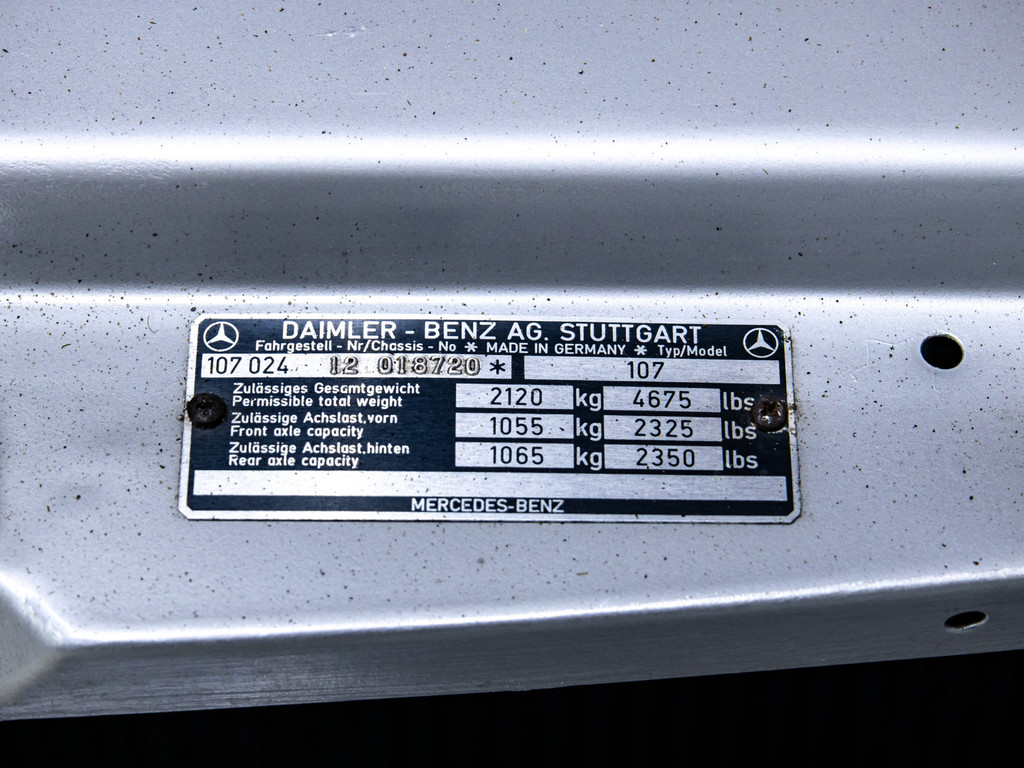 DAIMLER - BENZ AG. STUTTGART
Fahrgestell - Nr/Chassis - No * MADE IN GERMANY * Typ/Model
107 024 12 018720 * 107
Zulässiges Gesamtgewicht
Permissible total weight 2120 kg 4675 lbs
Zulässige Achslast,vorn
Front axle capacity 1055 kg 2325 lbs
Zulässige Achslast,hinten
Rear axle capacity 1065 kg 2350 lbs
MERCEDES-BENZ